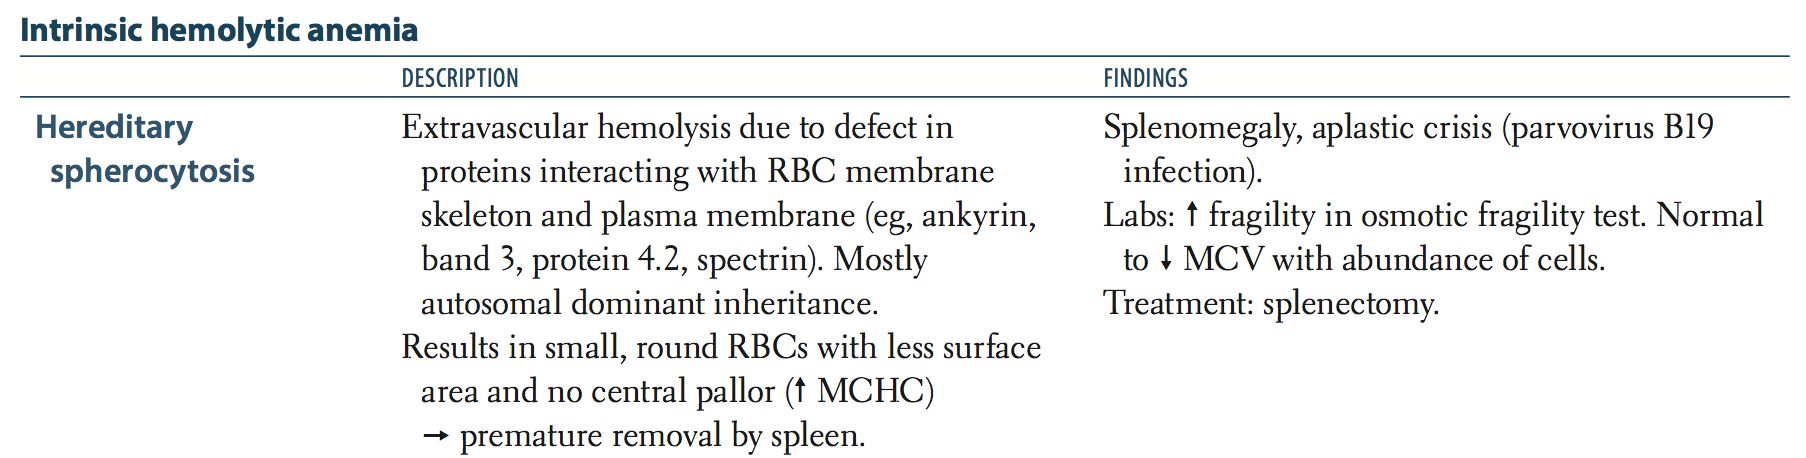 Intrinsic hemolytic anemia
DESCRIPTION
FINDINGS
Hereditary
spherocytosis
Extravascular hemolysis due to defect in
proteins interacting with RBC membrane
skeleton and plasma membrane (eg, ankyrin,
band 3, protein 4.2, spectrin). Mostly
autosomal dominant inheritance.
Results in small, round RBCs with less surface
area and no central pallor (↑ MCHC)
→ premature removal by spleen.
Splenomegaly, aplastic crisis (parvovirus B19
infection).
Labs: ↑ fragility in osmotic fragility test. Normal
to ↓ MCV with abundance of cells.
Treatment: splenectomy.